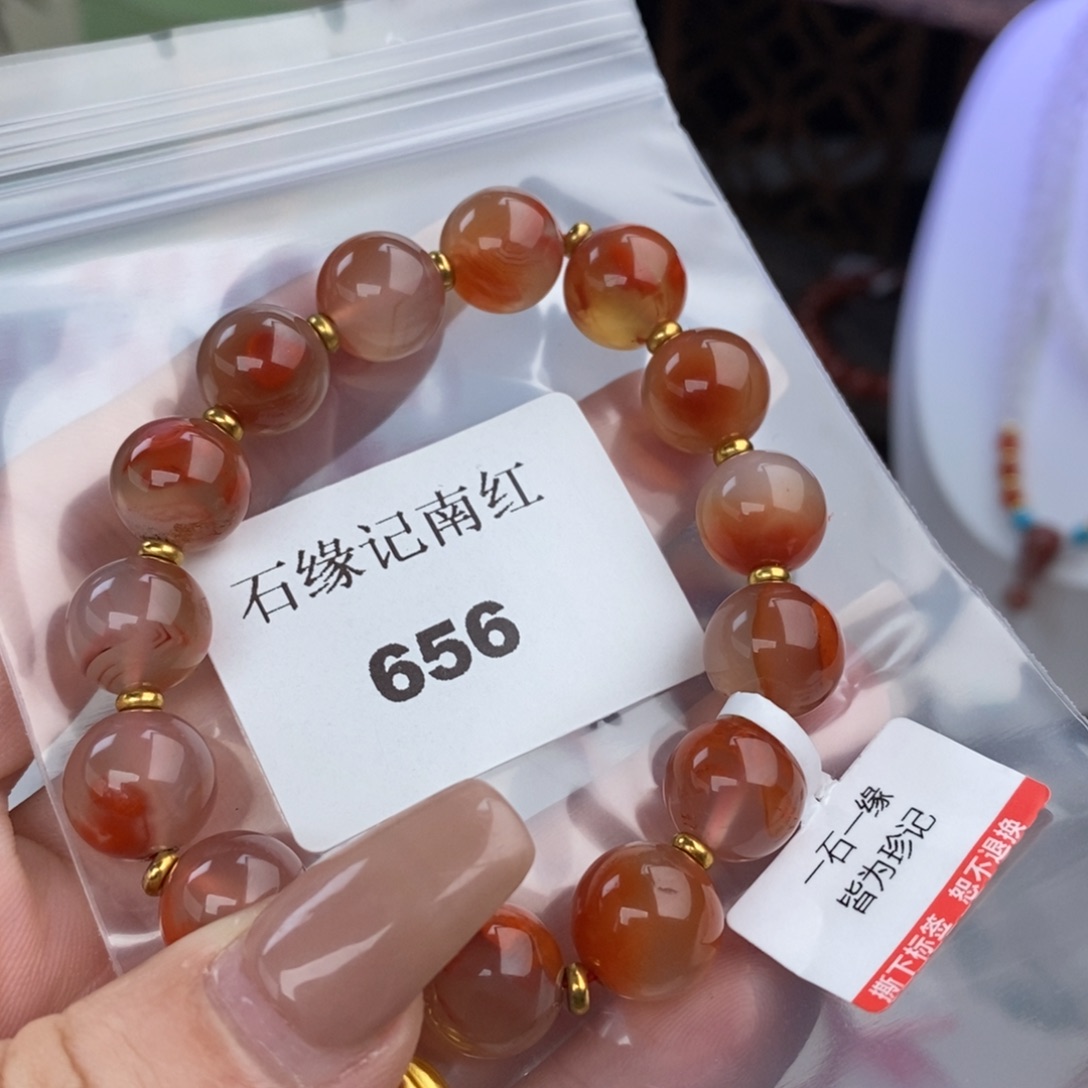 石缘记南红
656
一石一缘
皆为珍记
撕下标签 恕不退换